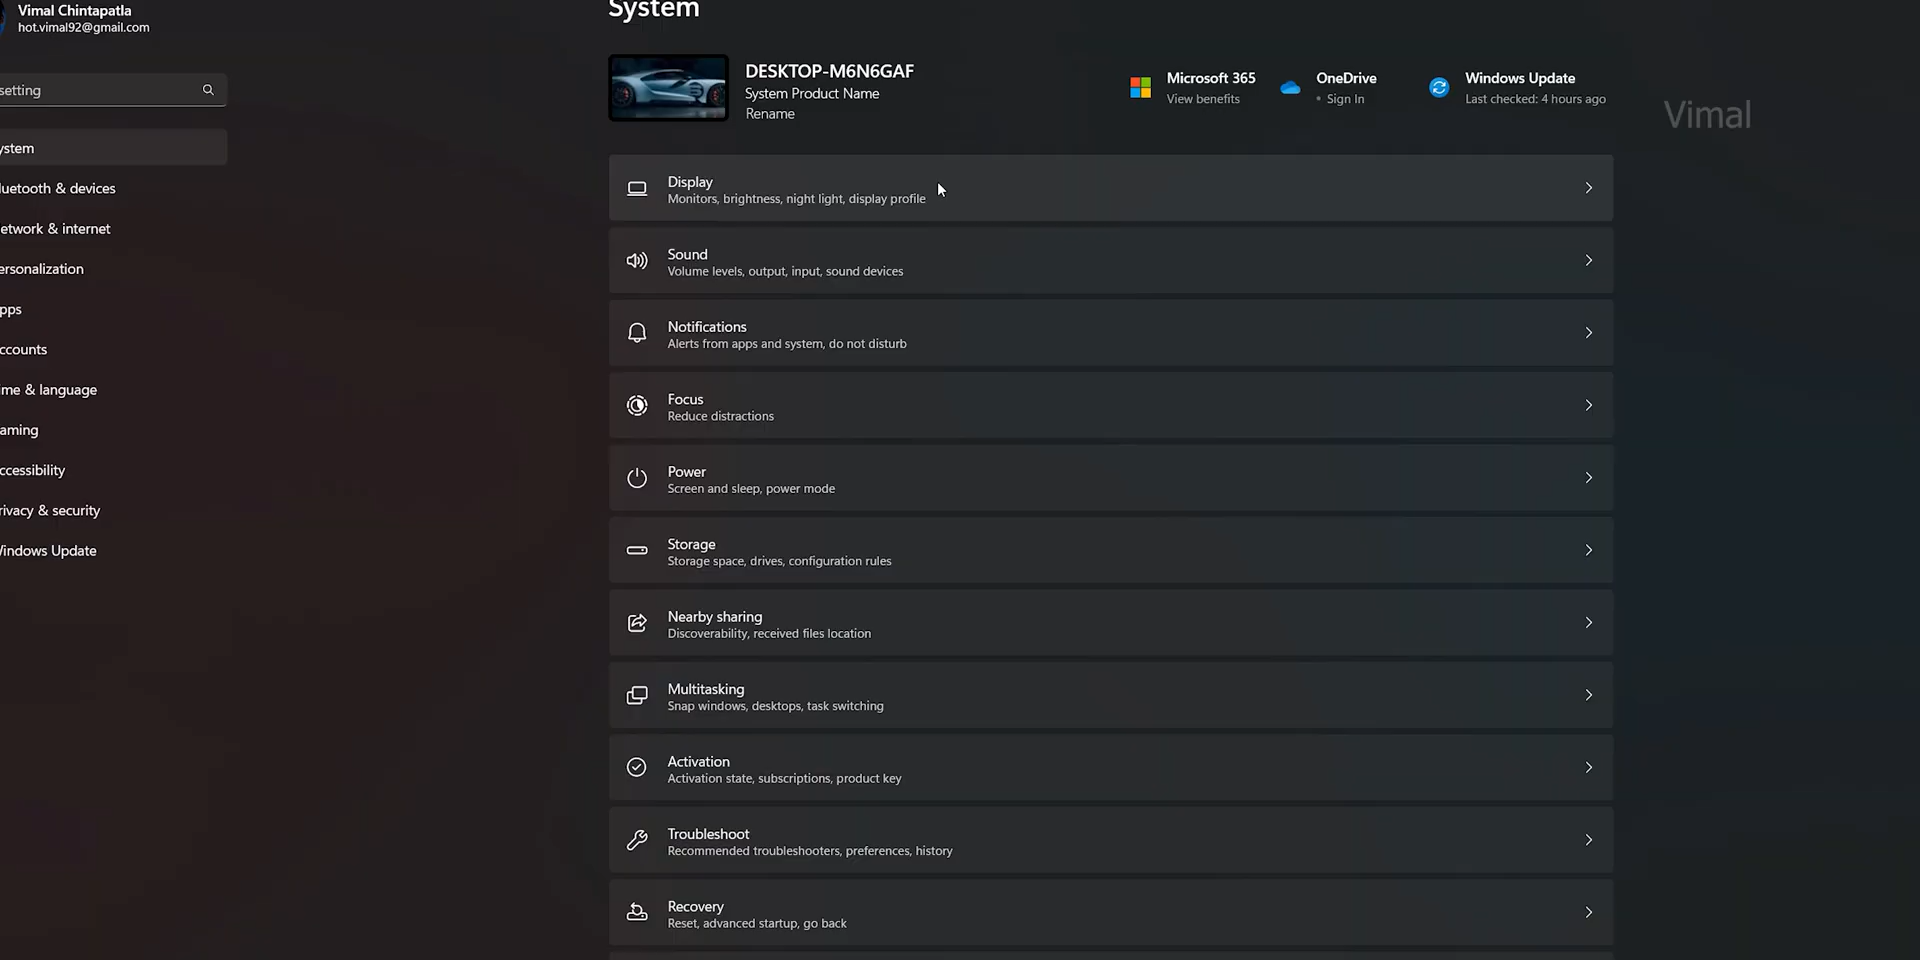 Vimal Chintapatla
hot.vimal92@gmail.com
setting
ystem
luetooth & devices
etwork & internet
ersonalization
pps
ccounts
ime & language
aming
ccessibility
rivacy & security
Windows Update
System
DESKTOP-M6N6GAF
System Product Name
Rename
Microsoft 365
View benefits
OneDrive
• Sign In
Windows Update
Last checked: 4 hours ago
Vimal
Display
Monitors, brightness, night light, display profile
Sound
Volume levels, output, input, sound devices
Notifications
Alerts from apps and system, do not disturb
Focus
Reduce distractions
Power
Screen and sleep, power mode
Storage
Storage space, drives, configuration rules
Nearby sharing
Discoverability, received files location
Multitasking
Snap windows, desktops, task switching
Activation
Activation state, subscriptions, product key
Troubleshoot
Recommended troubleshooters, preferences, history
Recovery
Reset, advanced startup, go back